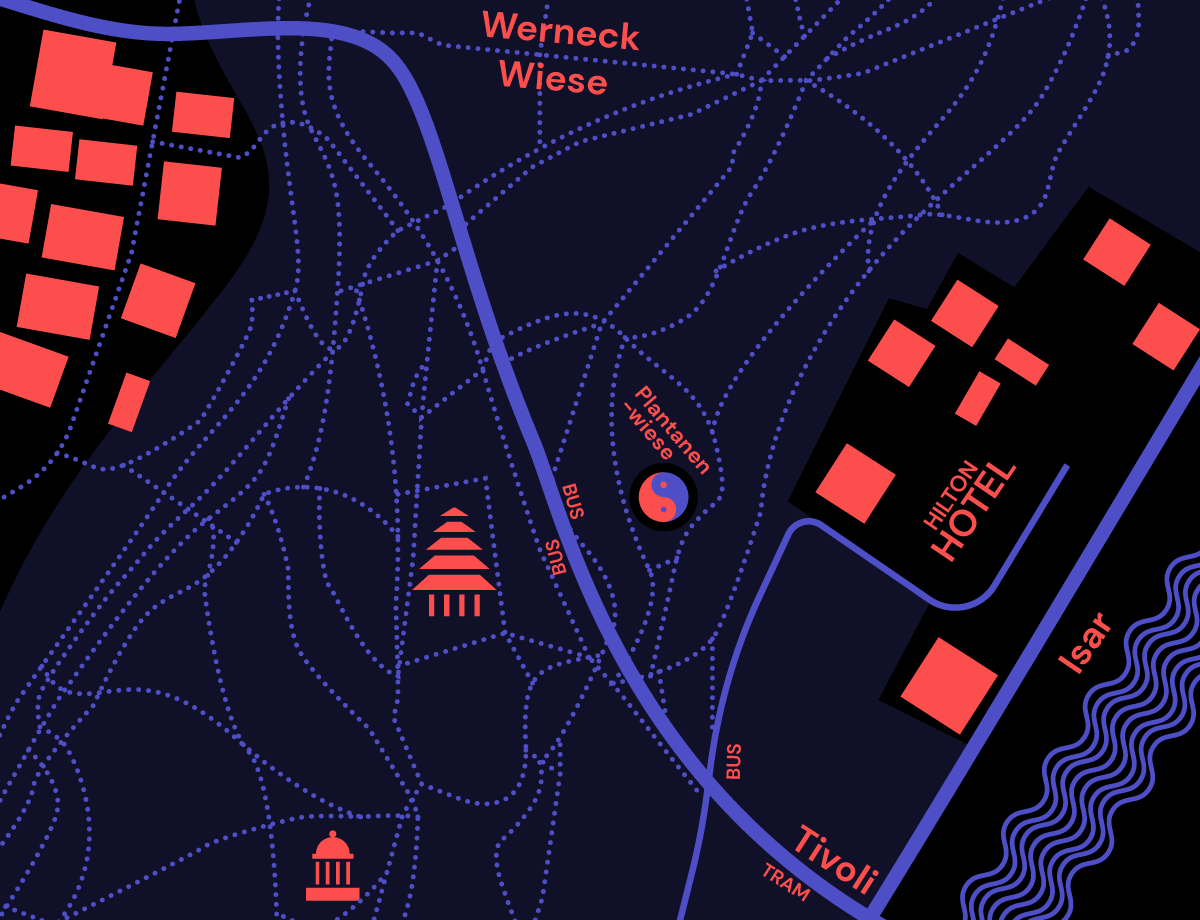 Werneck
Wiese
Plantanen
–wiese
BUS
BUS
HILTON
HOTEL
Isar
BUS
Tivoli
TRAM